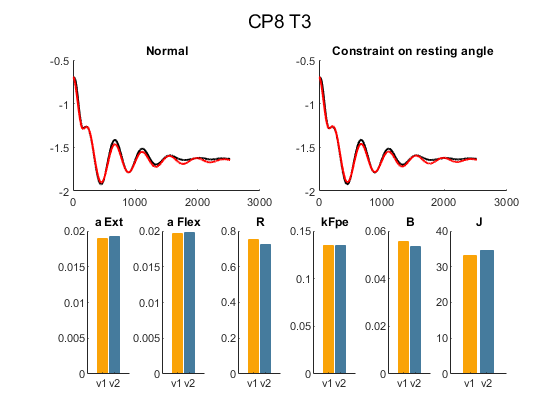 CP8 T3
Normal
-0.5
-1
-1.5
-2
0 1000 2000 3000
Constraint on resting angle
-0.5
-1
-1.5
-2
0 1000 2000 3000
a Ext
0.02
0.015
0.01
0.005
0
v1 v2
a Flex
0.02
0.015
0.01
0.005
0
v1 v2
R
0.8
0.6
0.4
0.2
0
v1 v2
kFpe
0.15
0.1
0.05
0
v1 v2
B
0.06
0.04
0.02
0
v1 v2
J
40
30
20
10
0
v1 v2